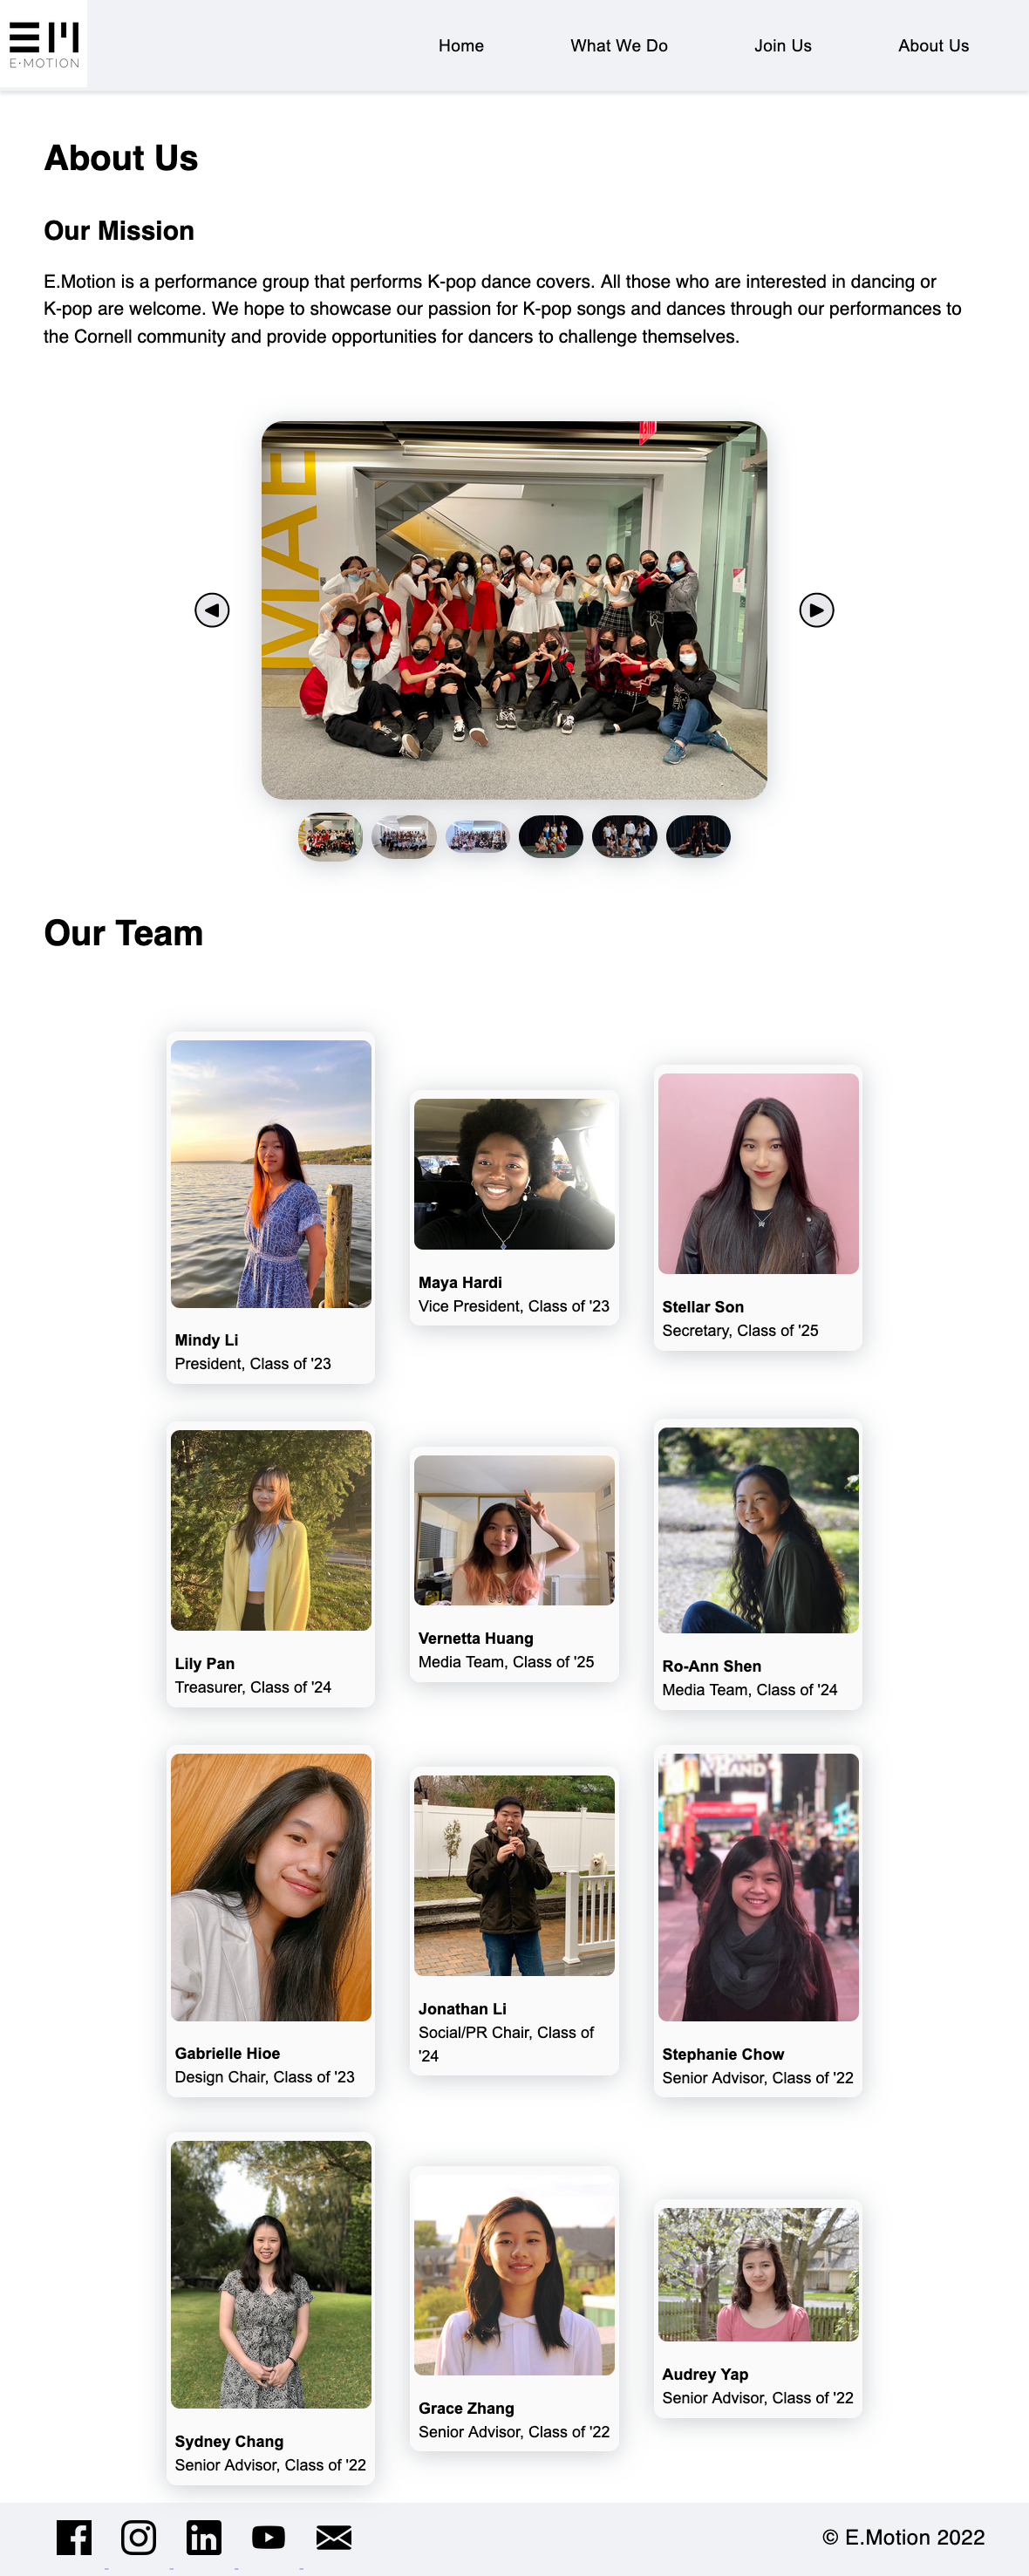 E·MOTION
Home
What We Do
Join Us
About Us
About Us
Our Mission
E.Motion is a performance group that performs K-pop dance covers. All those who are interested in dancing or
K-pop are welcome. We hope to showcase our passion for K-pop songs and dances through our performances to
the Cornell community and provide opportunities for dancers to challenge themselves.
MAE
Our Team
Mindy Li
President, Class of '23
Maya Hardi
Vice President, Class of '23
Stellar Son
Secretary, Class of '25
Lily Pan
Treasurer, Class of '24
Vernetta Huang
Media Team, Class of '25
Ro-Ann Shen
Media Team, Class of '24
Gabrielle Hioe
Design Chair, Class of '23
Jonathan Li
Social/PR Chair, Class of
'24
Stephanie Chow
Senior Advisor, Class of '22
Sydney Chang
Senior Advisor, Class of '22
Grace Zhang
Senior Advisor, Class of '22
Audrey Yap
Senior Advisor, Class of '22
© E.Motion 2022